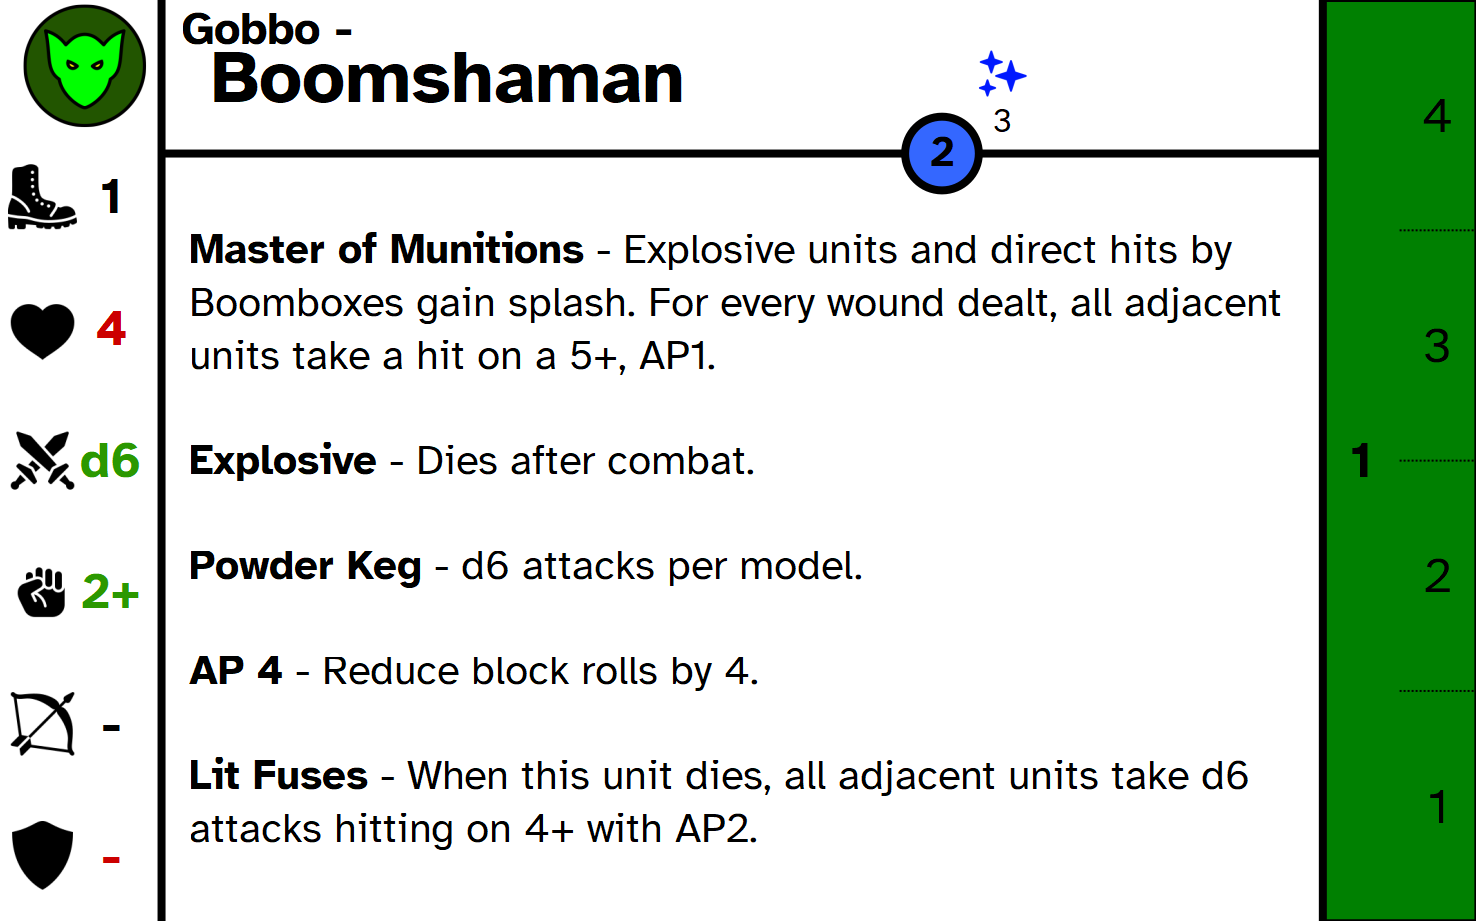 Gobbo -
Boomshaman
3
2
1
4
d6
2+
-
-
Master of Munitions - Explosive units and direct hits by
Boomboxes gain splash. For every wound dealt, all adjacent
units take a hit on a 5+, AP1.
Explosive - Dies after combat.
Powder Keg - d6 attacks per model.
AP 4 - Reduce block rolls by 4.
Lit Fuses - When this unit dies, all adjacent units take d6
attacks hitting on 4+ with AP2.
4
3
1
2
1